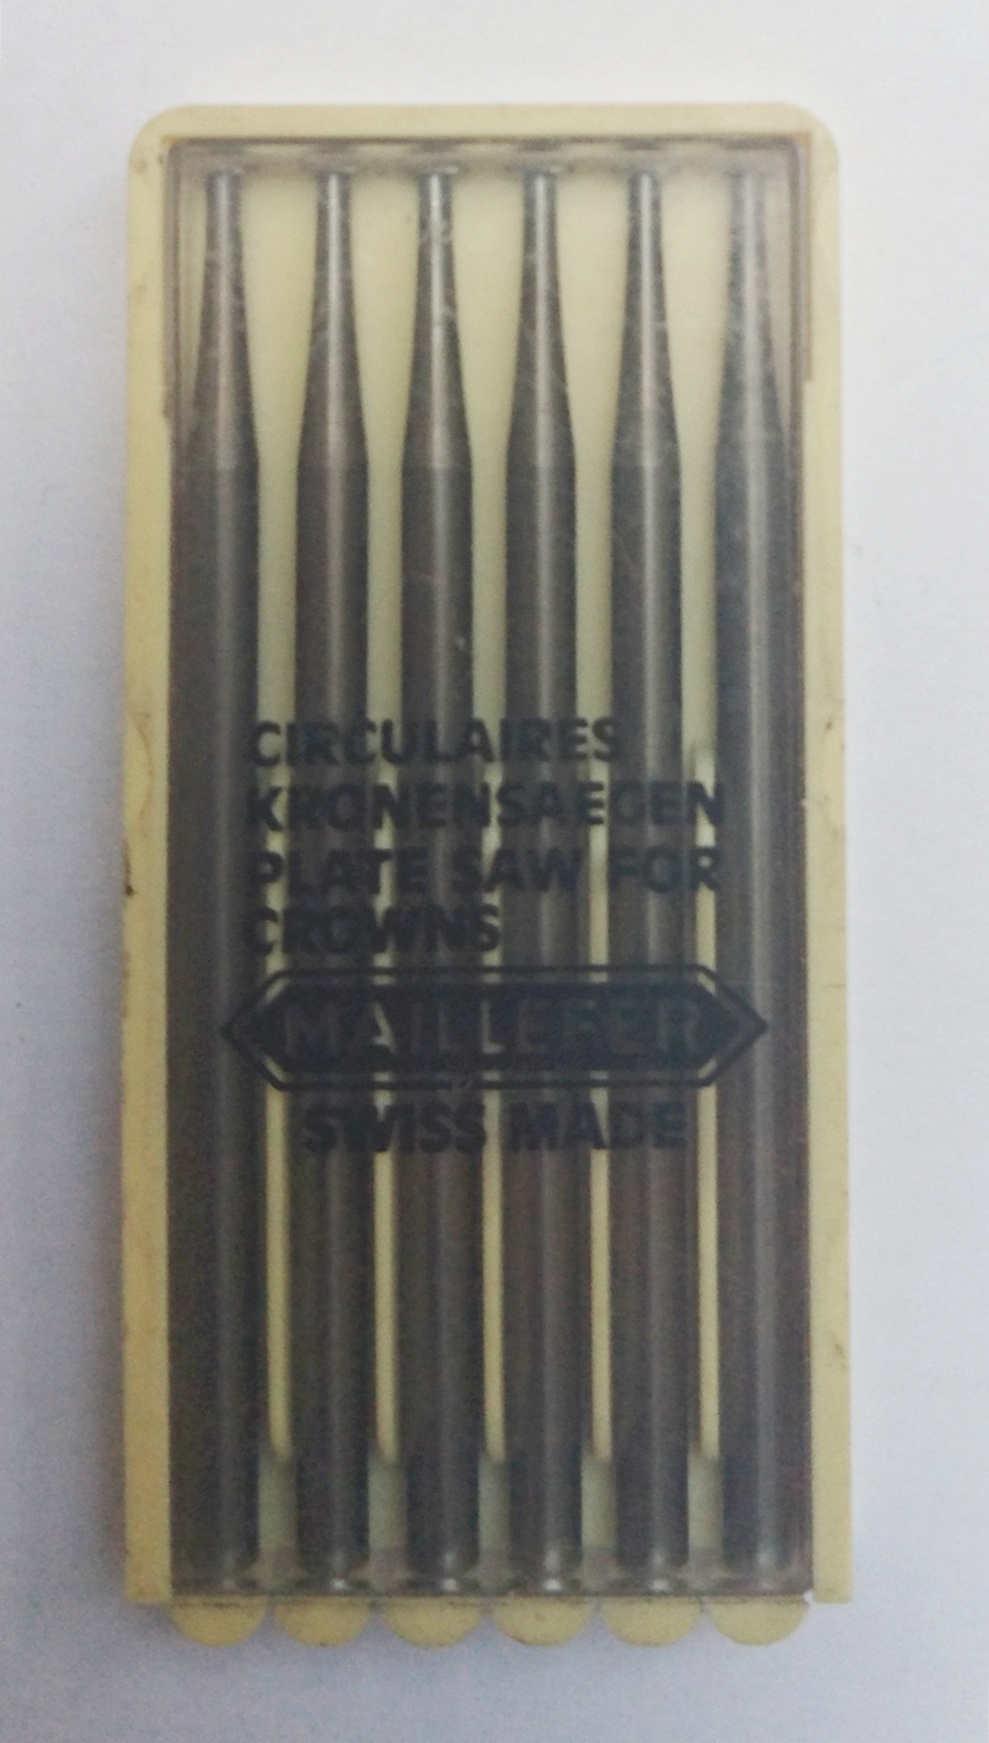 CIRCULAIRES
KRONENSAEGEN
PLATE SAW FOR
CROWNS
MAILLEFER
SWISS MADE